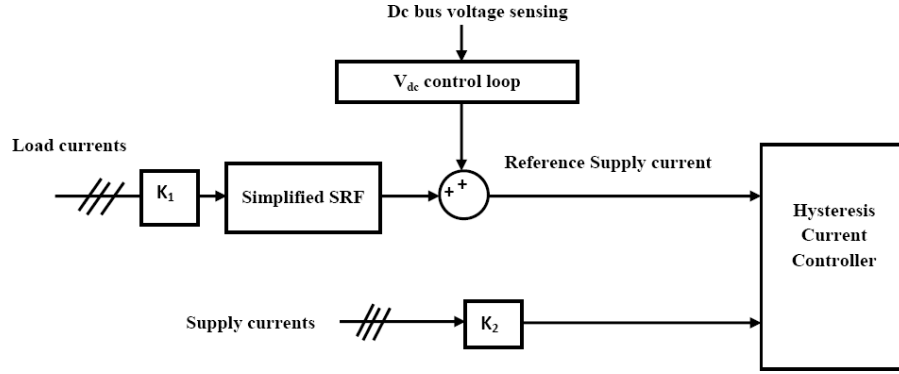 Dc bus voltage sensing
Vdc control loop
Load currents
K1
Simplified SRF
+ +
Reference Supply current
Hysteresis
Current
Controller
Supply currents
K2